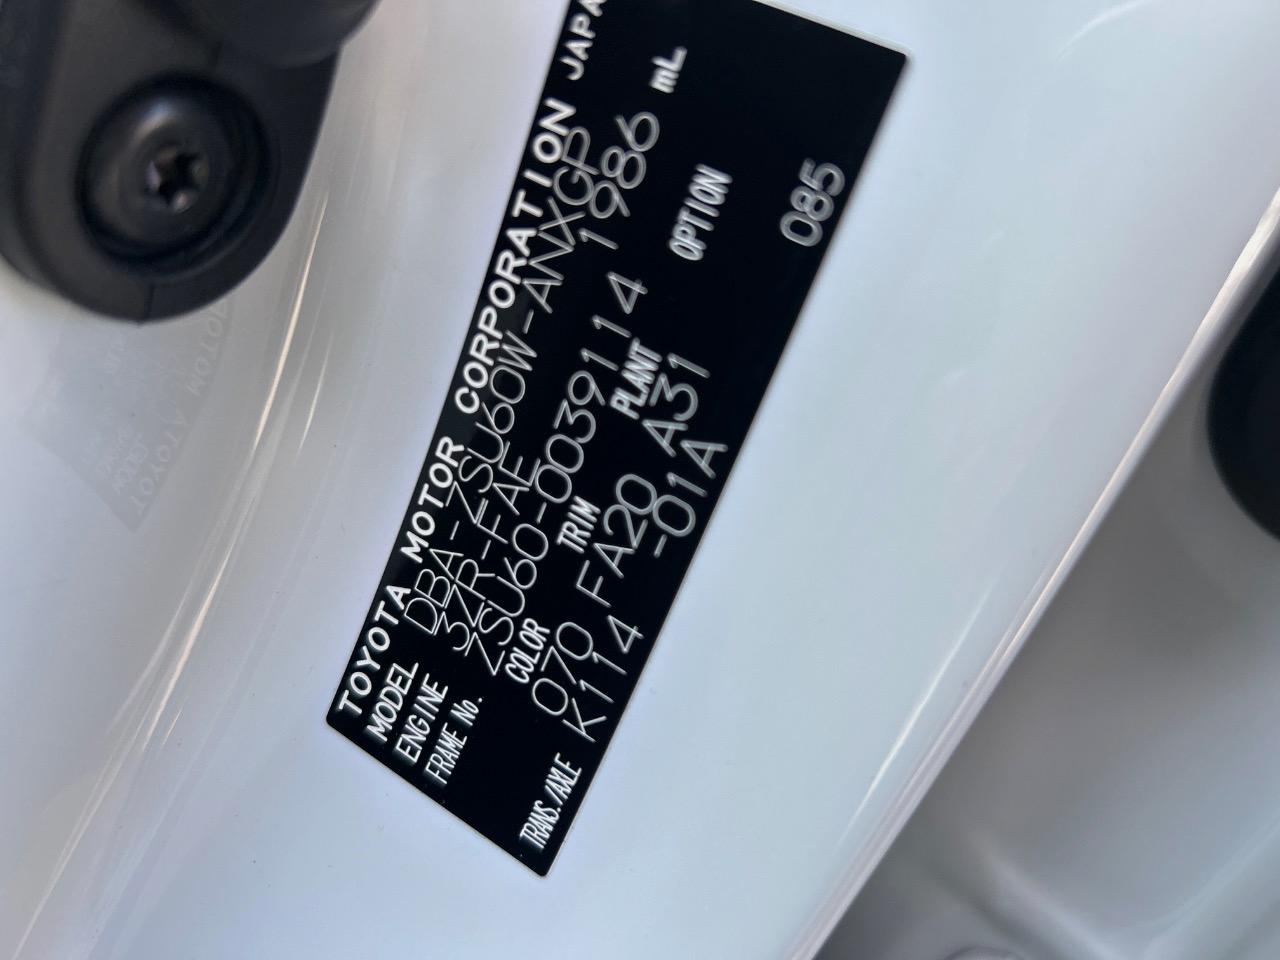 TOYOTA MOTOR CORPORATION JAPA
MODEL DBA-ZSU60W-ANXGP
ENGINE 3ZR-FAE 1986 mL
FRAME No. ZSU60-0039114
COLOR TRIM PLANT OPTION
070 FA20 A31 085
TRANS./AXLE K114 -01A